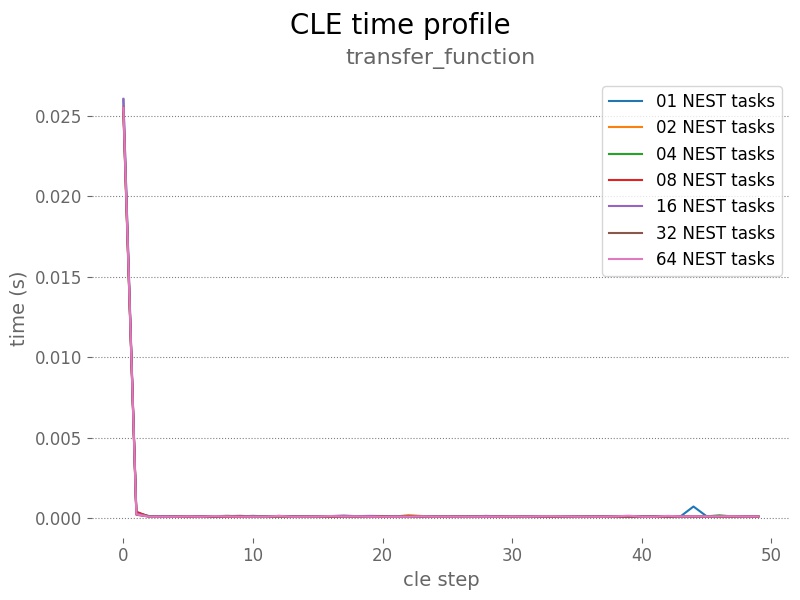 CLE time profile
transfer_function
01 NEST tasks
02 NEST tasks
04 NEST tasks
08 NEST tasks
16 NEST tasks
32 NEST tasks
64 NEST tasks
time (s)
0.025
0.020
0.015
0.010
0.005
0.000
0 10 20 30 40 50
cle step